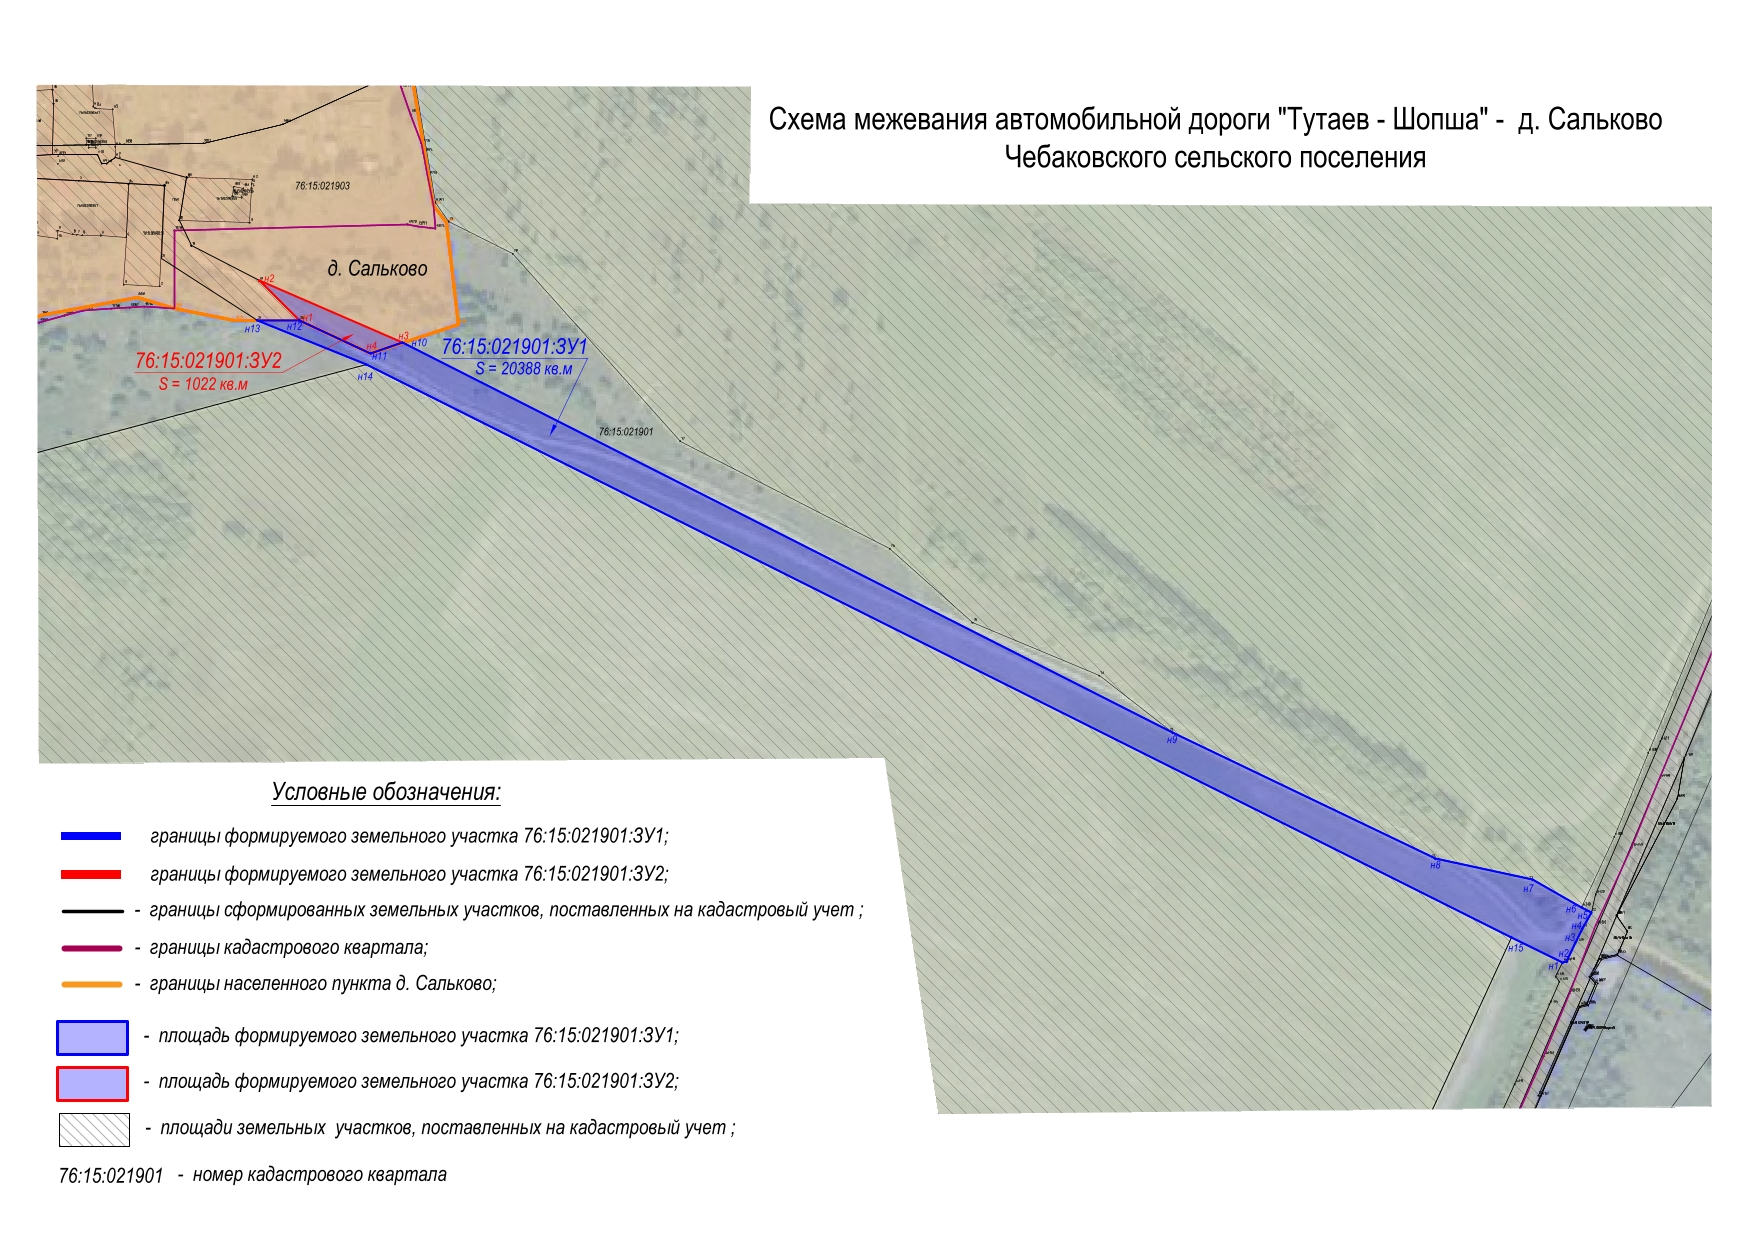 Схема межевания автомобильной дороги "Тутаев - Шопша" - д. Сальково
Чебаковского сельского поселения
76:15:021903
д. Сальково
н2
н1
н13
н12
н3
н10
н4
н11
н14
76:15:021901:ЗУ2
S = 1022 кв.м
76:15:021901:ЗУ1
S = 20388 кв.м
76:15:021901
н9
н8
н7
н6
н5
н4
н3
н15
н2
н1
Условные обозначения:
границы формируемого земельного участка 76:15:021901:ЗУ1;
границы формируемого земельного участка 76:15:021901:ЗУ2;
- границы сформированных земельных участков, поставленных на кадастровый учет ;
- границы кадастрового квартала;
- границы населенного пункта д. Сальково;
- площадь формируемого земельного участка 76:15:021901:ЗУ1;
- площадь формируемого земельного участка 76:15:021901:ЗУ2;
- площади земельных участков, поставленных на кадастровый учет ;
76:15:021901 - номер кадастрового квартала